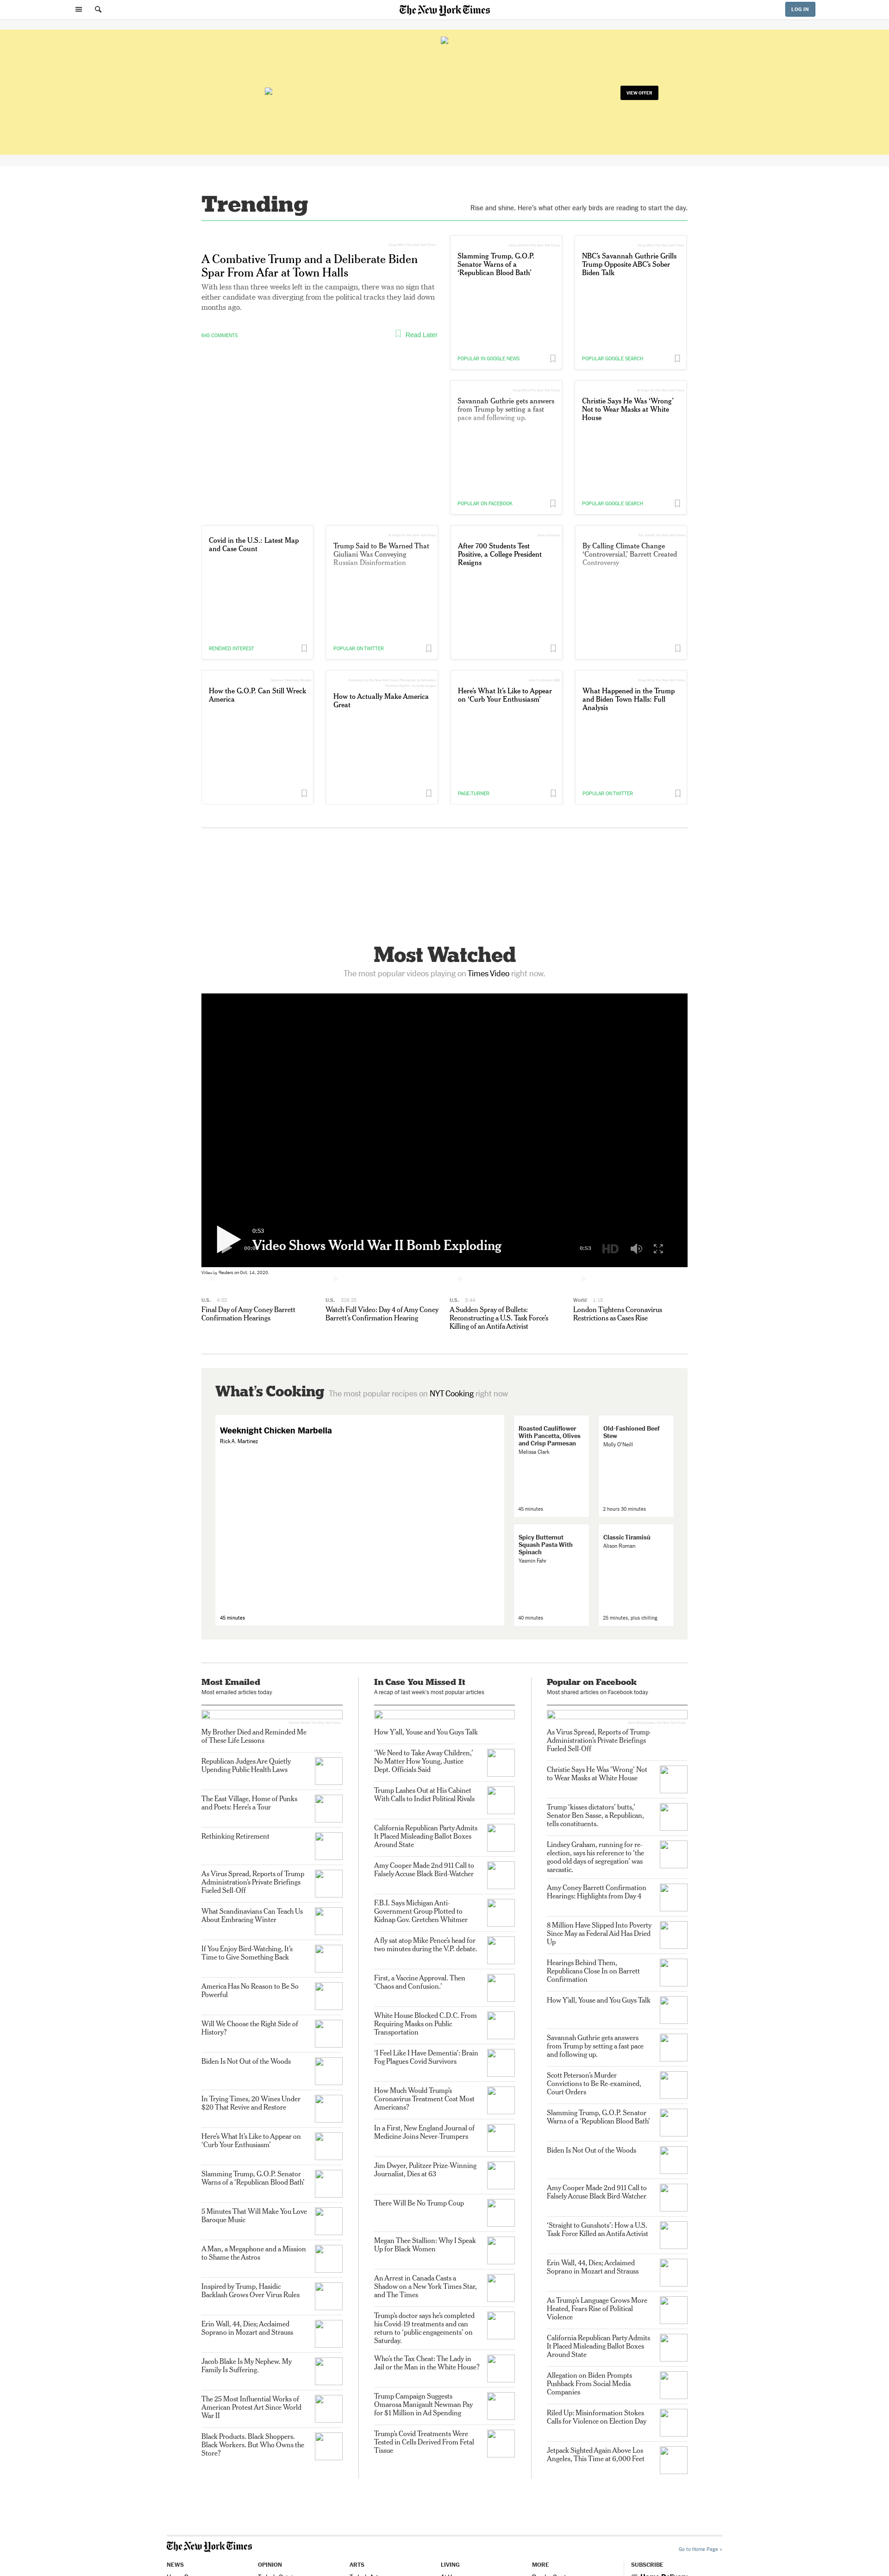 The New York Times
LOG IN
VIEW OFFER
Trending
Rise and shine. Here's what other early birds are reading to start the day.
A Combative Trump and a Deliberate Biden
Spar From Afar at Town Halls
With less than three weeks left in the campaign, there was no sign that
either candidate was diverging from the political tracks they laid down
months ago.
640 COMMENTS
Read Later
Slamming Trump, G.O.P.
Senator Warns of a
‘Republican Blood Bath’
POPULAR IN GOOGLE NEWS
NBC’s Savannah Guthrie Grills
Trump Opposite ABC’s Sober
Biden Talk
POPULAR GOOGLE SEARCH
Savannah Guthrie gets answers
from Trump by setting a fast
pace and following up.
POPULAR ON FACEBOOK
Christie Says He Was ‘Wrong’
Not to Wear Masks at White
House
POPULAR GOOGLE SEARCH
Covid in the U.S.: Latest Map
and Case Count
RENEWED INTEREST
Trump Said to Be Warned That
Giuliani Was Conveying
Russian Disinformation
POPULAR ON TWITTER
After 700 Students Test
Positive, a College President
Resigns
By Calling Climate Change
‘Controversial,’ Barrett Created
Controversy
How the G.O.P. Can Still Wreck
America
How to Actually Make America
Great
Here’s What It’s Like to Appear
on ‘Curb Your Enthusiasm’
PAGE-TURNER
What Happened in the Trump
and Biden Town Halls: Full
Analysis
POPULAR ON TWITTER
Most Watched
The most popular videos playing on Times Video right now.
0:53
Video Shows World War II Bomb Exploding
0:53
HD
Video by Reuters on Oct. 14, 2020.
U.S.
Final Day of Amy Coney Barrett
Confirmation Hearings
U.S.
Watch Full Video: Day 4 of Amy Coney
Barrett’s Confirmation Hearing
U.S.
A Sudden Spray of Bullets:
Reconstructing a U.S. Task Force’s
Killing of an Antifa Activist
World 1:15
London Tightens Coronavirus
Restrictions as Cases Rise
What’s Cooking The most popular recipes on NYT Cooking right now
Weeknight Chicken Marbella
Rick A. Martinez
45 minutes
Roasted Cauliflower
With Pancetta, Olives
and Crisp Parmesan
Melissa Clark
45 minutes
Old-Fashioned Beef
Stew
Molly O'Neill
2 hours 30 minutes
Spicy Butternut
Squash Pasta With
Spinach
Yasmin Fahr
40 minutes
Classic Tiramisù
Alison Roman
25 minutes, plus chilling
Most Emailed
Most emailed articles today
My Brother Died and Reminded Me
of These Life Lessons
Republican Judges Are Quietly
Upending Public Health Laws
The East Village, Home of Punks
and Poets: Here’s a Tour
Rethinking Retirement
As Virus Spread, Reports of Trump
Administration’s Private Briefings
Fueled Sell-Off
What Scandinavians Can Teach Us
About Embracing Winter
If You Enjoy Bird-Watching, It’s
Time to Give Something Back
America Has No Reason to Be So
Powerful
Will We Choose the Right Side of
History?
Biden Is Not Out of the Woods
In Trying Times, 20 Wines Under
$20 That Revive and Restore
Here’s What It’s Like to Appear on
‘Curb Your Enthusiasm’
Slamming Trump, G.O.P. Senator
Warns of a ‘Republican Blood Bath’
5 Minutes That Will Make You Love
Baroque Music
A Man, a Megaphone and a Mission
to Shame the Astros
Inspired by Trump, Hasidic
Backlash Grows Over Virus Rules
Erin Wall, 44, Dies; Acclaimed
Soprano in Mozart and Strauss
Jacob Blake Is My Nephew. My
Family Is Suffering.
The 25 Most Influential Works of
American Protest Art Since World
War II
Black Products. Black Shoppers.
Black Workers. But Who Owns the
Store?
In Case You Missed It
A recap of last week’s most popular articles
How Y’all, Youse and You Guys Talk
‘We Need to Take Away Children,’
No Matter How Young, Justice
Dept. Officials Said
Trump Lashes Out at His Cabinet
With Calls to Indict Political Rivals
California Republican Party Admits
It Placed Misleading Ballot Boxes
Around State
Amy Cooper Made 2nd 911 Call to
Falsely Accuse Black Bird-Watcher
F.B.I. Says Michigan Anti-
Government Group Plotted to
Kidnap Gov. Gretchen Whitmer
A fly sat atop Mike Pence’s head for
two minutes during the V.P. debate.
First, a Vaccine Approval. Then
‘Chaos and Confusion.’
White House Blocked C.D.C. From
Requiring Masks on Public
Transportation
‘I Feel Like I Have Dementia’: Brain
Fog Plagues Covid Survivors
How Much Would Trump’s
Coronavirus Treatment Cost Most
Americans?
In a First, New England Journal of
Medicine Joins Never-Trumpers
Jim Dwyer, Pulitzer Prize-Winning
Journalist, Dies at 63
There Will Be No Trump Coup
Megan Thee Stallion: Why I Speak
Up for Black Women
An Arrest in Canada Casts a
Shadow on a New York Times Star,
and The Times
Trump’s doctor says he’s completed
his Covid-19 treatments and can
return to ‘public engagements’ on
Saturday.
Who’s the Tax Cheat: The Lady in
Jail or the Man in the White House?
Trump Campaign Suggests
Omarosa Manigault Newman Pay
for $1 Million in Ad Spending
Trump’s Covid Treatments Were
Tested in Cells Derived From Fetal
Tissue
Popular on Facebook
Most shared articles on Facebook today
As Virus Spread, Reports of Trump
Administration’s Private Briefings
Fueled Sell-Off
Christie Says He Was ‘Wrong’ Not
to Wear Masks at White House
Trump ‘kisses dictators’ butts,’
Senator Ben Sasse, a Republican,
tells constituents.
Lindsey Graham, running for re-
election, says his reference to ‘the
good old days of segregation’ was
sarcastic.
Amy Coney Barrett Confirmation
Hearings: Highlights from Day 4
8 Million Have Slipped Into Poverty
Since May as Federal Aid Has Dried
Up
Hearings Behind Them,
Republicans Close In on Barrett
Confirmation
How Y’all, Youse and You Guys Talk
Savannah Guthrie gets answers
from Trump by setting a fast pace
and following up.
Scott Peterson’s Murder
Convictions to Be Re-examined,
Court Orders
Slamming Trump, G.O.P. Senator
Warns of a ‘Republican Blood Bath’
Biden Is Not Out of the Woods
Amy Cooper Made 2nd 911 Call to
Falsely Accuse Black Bird-Watcher
‘Straight to Gunshots’: How a U.S.
Task Force Killed an Antifa Activist
Erin Wall, 44, Dies; Acclaimed
Soprano in Mozart and Strauss
As Trump’s Language Grows More
Heated, Fears Rise of Political
Violence
California Republican Party Admits
It Placed Misleading Ballot Boxes
Around State
Allegation on Biden Prompts
Pushback From Social Media
Companies
Riled Up: Misinformation Stokes
Calls for Violence on Election Day
Jetpack Sighted Again Above Los
Angeles, This Time at 6,000 Feet
The New York Times
Go to Home Page »
NEWS
OPINION
ARTS
LIVING
MORE
SUBSCRIBE